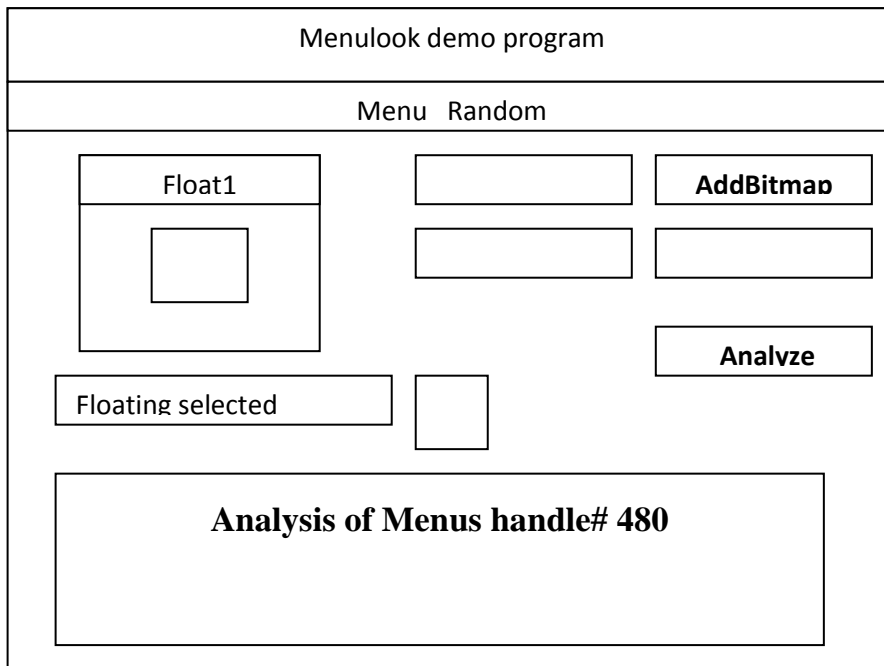 Menulook demo program
Menu Random
Float1
AddBitmap
Analyze
Floating selected
Analysis of Menus handle# 480